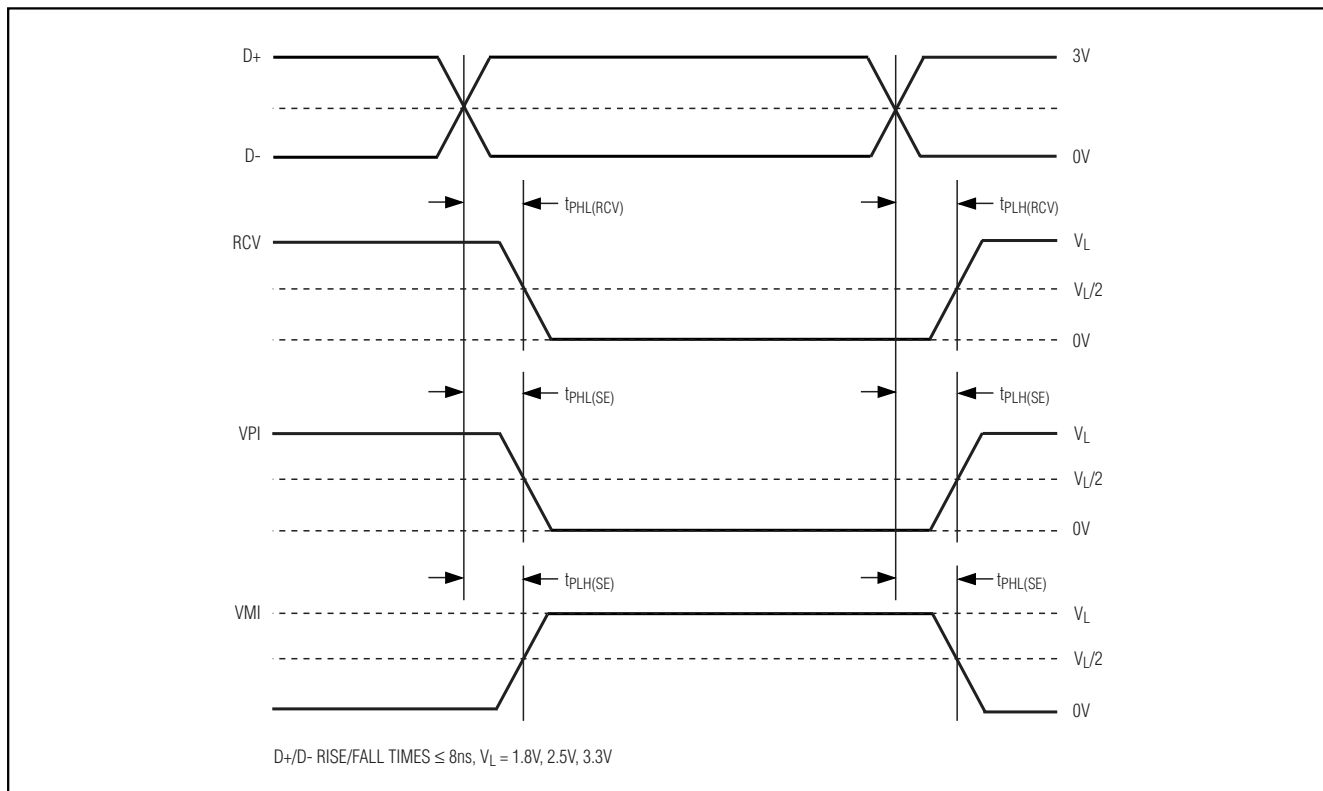 D+ 3V
D- 0V
tPHL(RCV) tPLH(RCV)
RCV VL
VL/2
0V
tPHL(SE) tPLH(SE)
VPI VL
VL/2
0V
tPLH(SE) tPHL(SE)
VMI VL
VL/2
0V
D+/D- RISE/FALL TIMES ≤ 8ns, VL = 1.8V, 2.5V, 3.3V